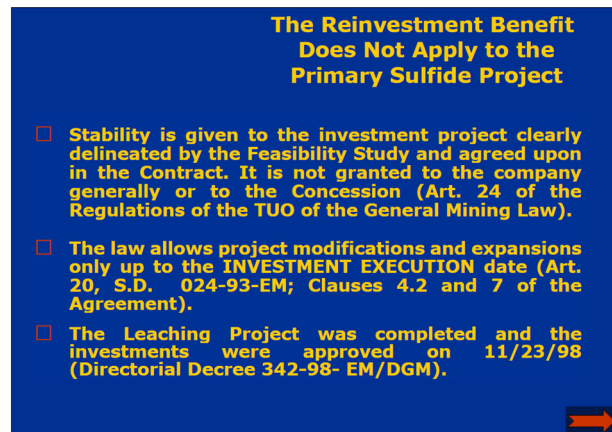 The Reinvestment Benefit
Does Not Apply to the
Primary Sulfide Project
Stability is given to the investment project clearly
delineated by the Feasibility Study and agreed upon
in the Contract. It is not granted to the company
generally or to the Concession (Art. 24 of the
Regulations of the TUO of the General Mining Law).
The law allows project modifications and expansions
only up to the INVESTMENT EXECUTION date (Art.
20, S.D. 024-93-EM; Clauses 4.2 and 7 of the
Agreement).
The Leaching Project was completed and the
investments were approved on 11/23/98
(Directorial Decree 342-98- EM/DGM).